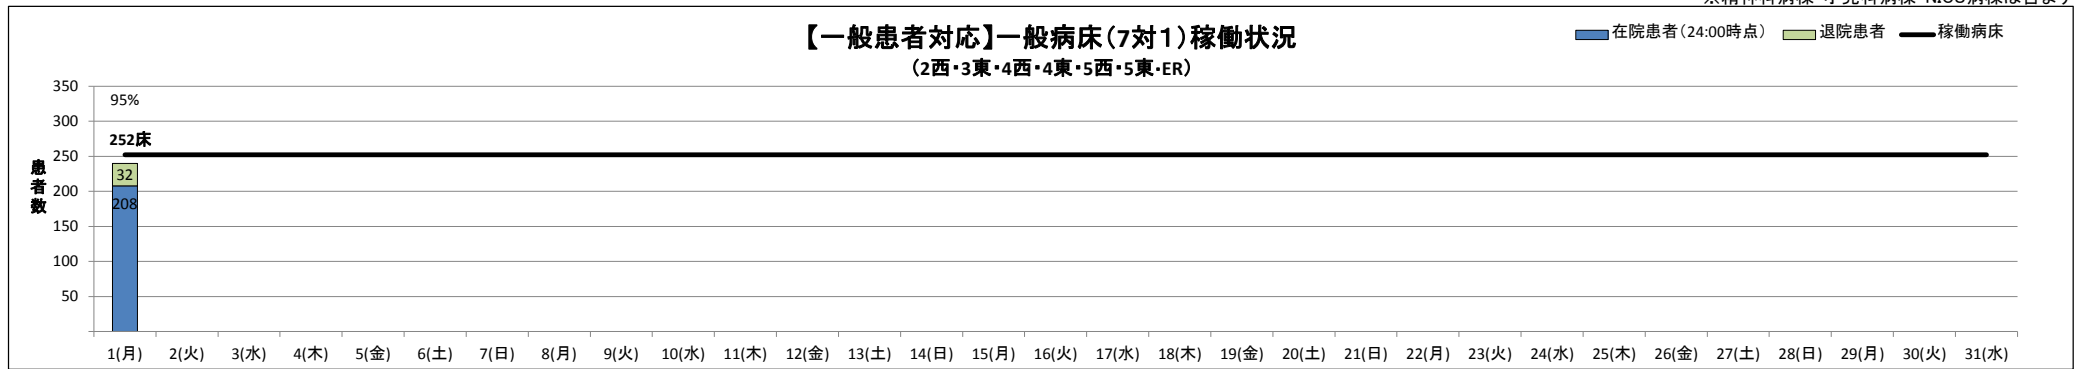 【一般患者対応】一般病床(7対１)稼働状況
(2西・3東・4西・4東・5西・5東・ER)
在院患者(24:00時点) 退院患者 稼働病床
患者数
350
300
250
200
150
100
50
95%
252床
32
208
1(月) 2(火) 3(水) 4(木) 5(金) 6(土) 7(日) 8(月) 9(火) 10(水) 11(木) 12(金) 13(土) 14(日) 15(月) 16(火) 17(水) 18(木) 19(金) 20(土) 21(日) 22(月) 23(火) 24(水) 25(木) 26(金) 27(土) 28(日) 29(月) 30(火) 31(水)